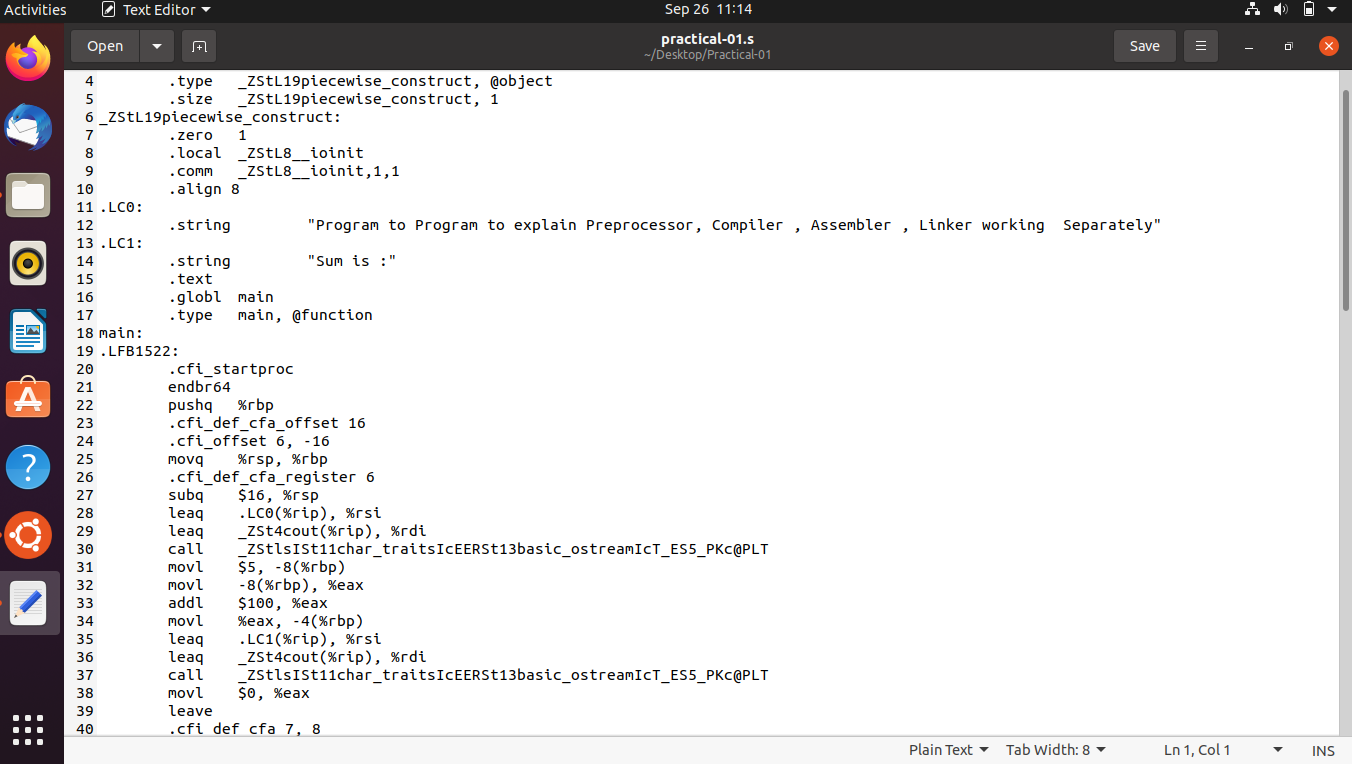 Activities Text Editor Sep 26 11:14
Open practical-01.s Save
~/Desktop/Practical-01
4 .type _ZStL19piecewise_construct, @object
5 .size _ZStL19piecewise_construct, 1
6 _ZStL19piecewise_construct:
7 .zero 1
8 .local _ZStL8__ioinit
9 .comm _ZStL8__ioinit,1,1
10 .align 8
11 .LC0:
12 .string "Program to Program to explain Preprocessor, Compiler , Assembler , Linker working  Separately"
13 .LC1:
14 .string "Sum is :"
15 .text
16 .globl main
17 .type main, @function
18 main:
19 .LFB1522:
20 .cfi_startproc
21 endbr64
22 pushq %rbp
23 .cfi_def_cfa_offset 16
24 .cfi_offset 6, -16
25 movq %rsp, %rbp
26 .cfi_def_cfa_register 6
27 subq $16, %rsp
28 leaq .LC0(%rip), %rsi
29 leaq _ZSt4cout(%rip), %rdi
30 call _ZStlsISt11char_traitsIcEERSt13basic_ostreamIcT_ES5_PKc@PLT
31 movl $5, -8(%rbp)
32 movl -8(%rbp), %eax
33 addl $100, %eax
34 movl %eax, -4(%rbp)
35 leaq .LC1(%rip), %rsi
36 leaq _ZSt4cout(%rip), %rdi
37 call _ZStlsISt11char_traitsIcEERSt13basic_ostreamIcT_ES5_PKc@PLT
38 movl $0, %eax
39 leave
40 .cfi_def_cfa 7, 8
Plain Text Tab Width: 8 Ln 1, Col 1 INS